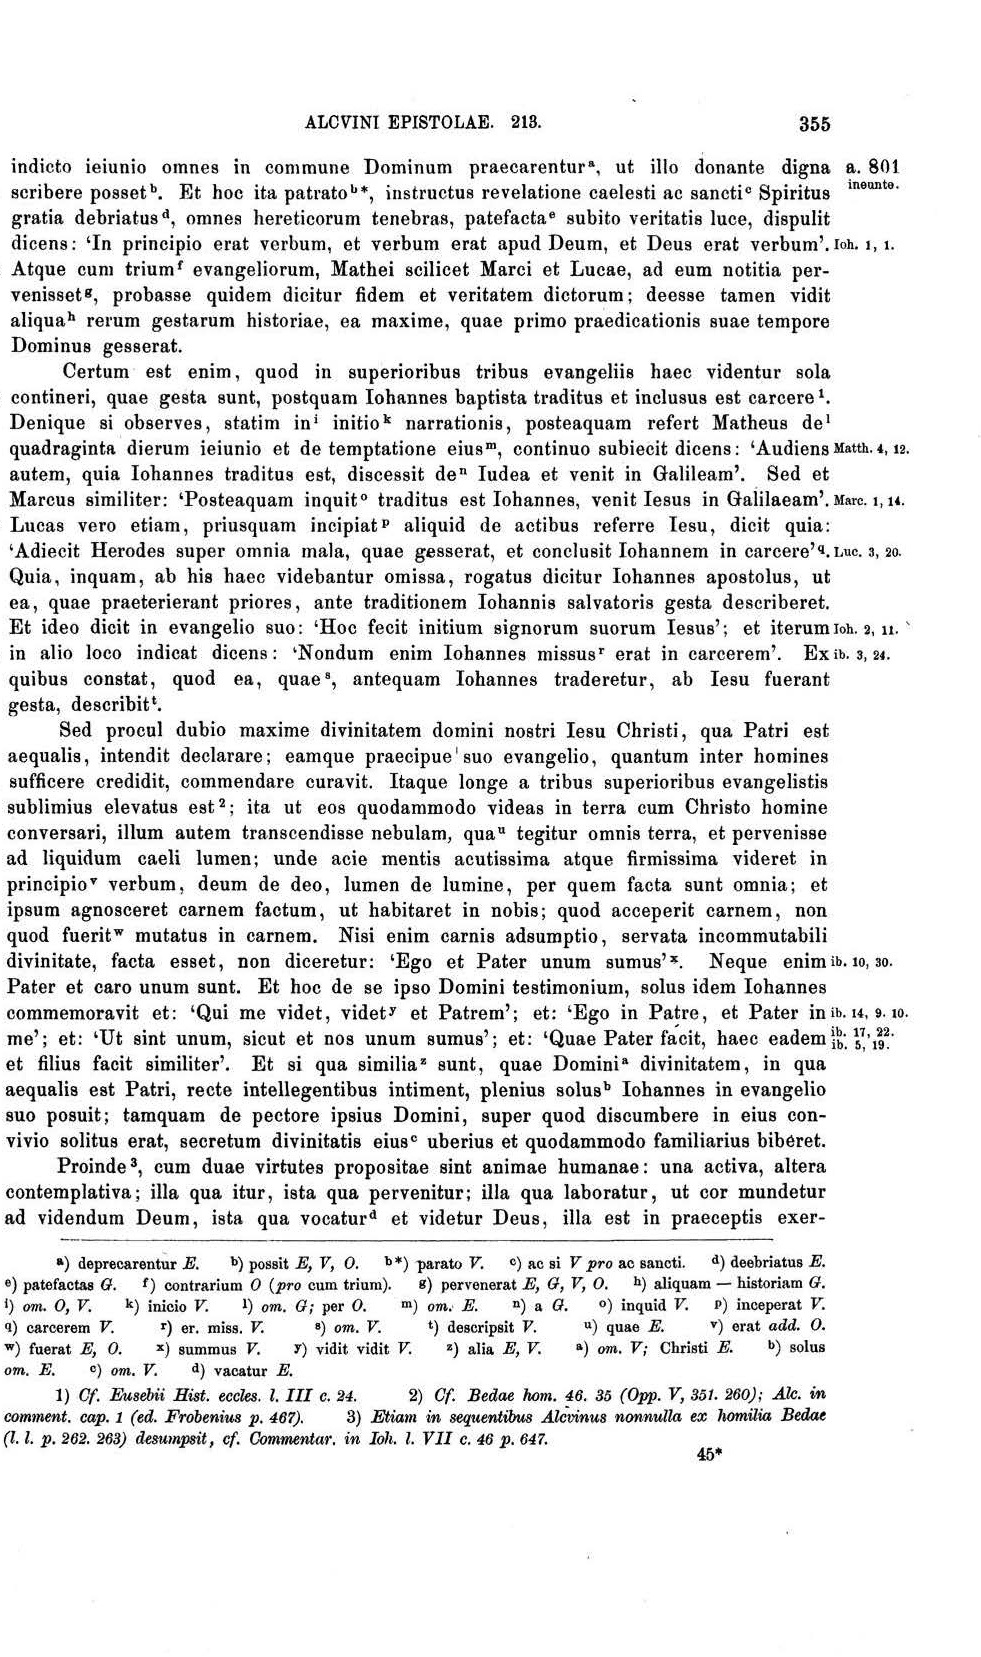 ALCVINI EPISTOLAE. 213. 355
indicto ieiunio omnes in commune Dominum praecarentur ᵃ, ut illo donante digna a. 801
scribere posset ᵇ. Et hoc ita patrato ᵇ*, instructus revelatione caelesti ac sancti ᶜ Spiritus ineunte.
gratia debriatus ᵈ, omnes hereticorum tenebras, patefacta ᵉ subito veritatis luce, dispulit
dicens: ‘In principio erat verbum, et verbum erat apud Deum, et Deus erat verbum’. Ioh. 1, 1.
Atque cum trium ᶠ evangeliorum, Mathei scilicet Marci et Lucae, ad eum notitia per-
venisset ᵍ, probasse quidem dicitur fidem et veritatem dictorum; deesse tamen vidit
aliqua ʰ rerum gestarum historiae, ea maxime, quae primo praedicationis suae tempore
Dominus gesserat.
Certum est enim, quod in superioribus tribus evangeliis haec videntur sola
contineri, quae gesta sunt, postquam Iohannes baptista traditus et inclusus est carcere ¹.
Denique si observes, statim in ⁱ initio ᵏ narrationis, posteaquam refert Matheus de ˡ
quadraginta dierum ieiunio et de temptatione eius ᵐ, continuo subiecit dicens: ‘Audiens Matth. 4, 12.
autem, quia Iohannes traditus est, discessit de ⁿ Iudea et venit in Galileam’. Sed et
Marcus similiter: ‘Posteaquam inquit ᵒ traditus est Iohannes, venit Iesus in Galilaeam’. Marc. 1, 14.
Lucas vero etiam, priusquam incipiat ᵖ aliquid de actibus referre Iesu, dicit quia:
‘Adiecit Herodes super omnia mala, quae gesserat, et conclusit Iohannem in carcere’ q. Luc. 3, 20.
Quia, inquam, ab his haec videbantur omissa, rogatus dicitur Iohannes apostolus, ut
ea, quae praeterierant priores, ante traditionem Iohannis salvatoris gesta describeret.
Et ideo dicit in evangelio suo: ‘Hoc fecit initium signorum suorum Iesus’; et iterum Ioh. 2, 11.
in alio loco indicat dicens: ‘Nondum enim Iohannes missus ʳ erat in carcerem’. Ex ib. 3, 24.
quibus constat, quod ea, quae ˢ, antequam Iohannes traderetur, ab Iesu fuerant
gesta, describit ᵗ.
Sed procul dubio maxime divinitatem domini nostri Iesu Christi, qua Patri est
aequalis, intendit declarare; eamque praecipue suo evangelio, quantum inter homines
sufficere credidit, commendare curavit. Itaque longe a tribus superioribus evangelistis
sublimius elevatus est ²; ita ut eos quodammodo videas in terra cum Christo homine
conversari, illum autem transcendisse nebulam, qua ᵘ tegitur omnis terra, et pervenisse
ad liquidum caeli lumen; unde acie mentis acutissima atque firmissima videret in
principio ᵛ verbum, deum de deo, lumen de lumine, per quem facta sunt omnia; et
ipsum agnosceret carnem factum, ut habitaret in nobis; quod acceperit carnem, non
quod fuerit ʷ mutatus in carnem. Nisi enim carnis adsumptio, servata incommutabili
divinitate, facta esset, non diceretur: ‘Ego et Pater unum sumus’ ˣ. Neque enim ib. 10, 30.
Pater et caro unum sunt. Et hoc de se ipso Domini testimonium, solus idem Iohannes
commemoravit et: ‘Qui me videt, videt ʸ et Patrem’; et: ‘Ego in Patre, et Pater in ib. 14, 9. 10.
me’; et: ‘Ut sint unum, sicut et nos unum sumus’; et: ‘Quae Pater facit, haec eadem ib. 17, 22. ib. 5, 19.
et filius facit similiter’. Et si qua similia ᶻ sunt, quae Domini ᵃ divinitatem, in qua
aequalis est Patri, recte intellegentibus intiment, plenius solus ᵇ Iohannes in evangelio
suo posuit; tamquam de pectore ipsius Domini, super quod discumbere in eius con-
vivio solitus erat, secretum divinitatis eius ᶜ uberius et quodammodo familiarius biberet.
Proinde ³, cum duae virtutes propositae sint animae humanae: una activa, altera
contemplativa; illa qua itur, ista qua pervenitur; illa qua laboratur, ut cor mundetur
ad videndum Deum, ista qua vocatur ᵈ et videtur Deus, illa est in praeceptis exer-
a) deprecarentur E. b) possit E, V, O. b*) parato V. c) ac si V pro ac sancti. d) deebriatus E.
e) patefactas G. f) contrarium O (pro cum trium). g) pervenerat E, G, V, O. h) aliquam — historiam G.
i) om. O, V. k) inicio V. l) om. G; per O. m) om. E. n) a G. o) inquid V. p) inceperat V.
q) carcerem V. r) er. miss. V. s) om. V. t) descripsit V. u) quae E. v) erat add. O.
w) fuerat E, O. x) summus V. y) vidit vidit V. z) alia E, V. a) om. V; Christi E. b) solus
om. E. c) om. V. d) vacatur E.
1) Cf. Eusebii Hist. eccles. l. III c. 24. 2) Cf. Bedae hom. 46. 35 (Opp. V, 351. 260); Alc. in
comment. cap. 1 (ed. Frobenius p. 467). 3) Etiam in sequentibus Alcvinus nonnulla ex homilia Bedae
(l. l. p. 262. 263) desumpsit, cf. Commentar. in Ioh. l. VII c. 46 p. 647.
45*